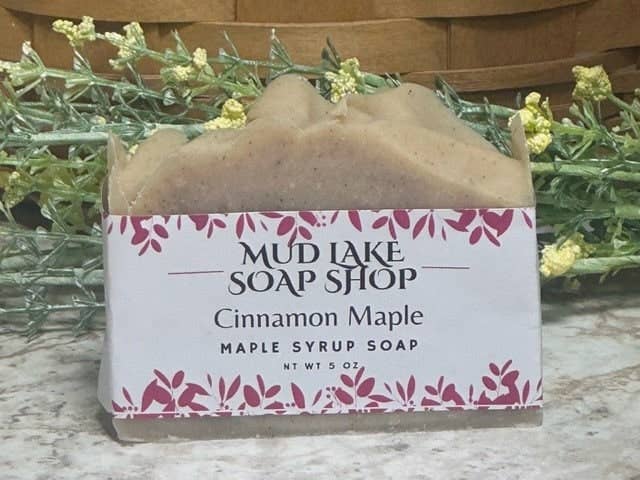 MUD LAKE
SOAP SHOP
Cinnamon Maple
MAPLE SYRUP SOAP
NT WT 5 OZ